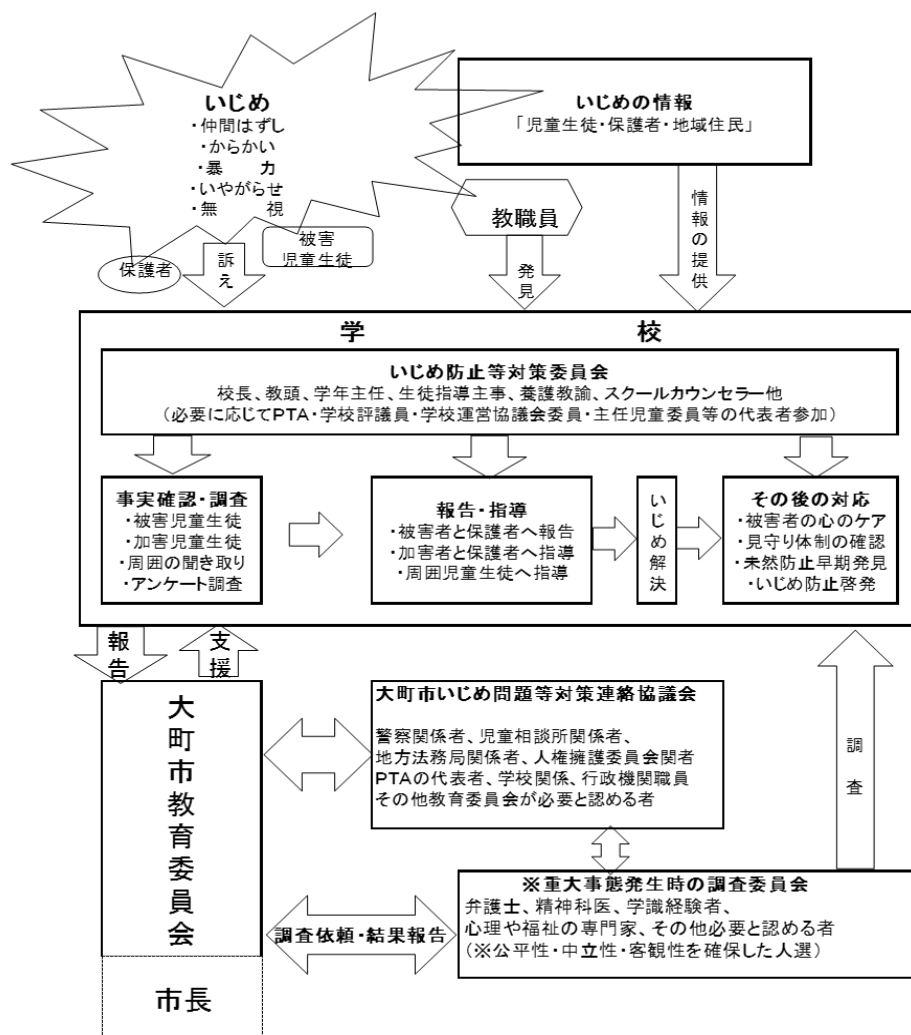 いじめ
・仲間はずし
・からかい
・暴　　力
・いやがらせ
・無　　視
いじめの情報
「児童生徒・保護者・地域住民」
教職員
保護者
訴え
被害
児童生徒
発見
情報の提供
学　　校
いじめ防止等対策委員会
校長、教頭、学年主任、生徒指導主事、養護教諭、スクールカウンセラー他
（必要に応じてPTA・学校評議員・学校運営協議会委員・主任児童委員等の代表者参加）
事実確認・調査
・被害児童生徒
・加害児童生徒
・周囲の聞き取り
・アンケート調査
報告・指導
・被害者と保護者へ報告
・加害者と保護者へ指導
・周囲児童生徒へ指導
いじめ解決
その後の対応
・被害者の心のケア
・見守り体制の確認
・未然防止早期発見
・いじめ防止啓発
報告
支援
大町市教育委員会
大町市いじめ問題等対策連絡協議会
警察関係者、児童相談所関係者、
地方法務局関係者、人権擁護委員会関者
PTAの代表者、学校関係、行政機関職員
その他教育委員会が必要と認める者
調査
※重大事態発生時の調査委員会
弁護士、精神科医、学識経験者、
心理や福祉の専門家、その他必要と認める者
（※公平性・中立性・客観性を確保した人選）
調査依頼・結果報告
市長